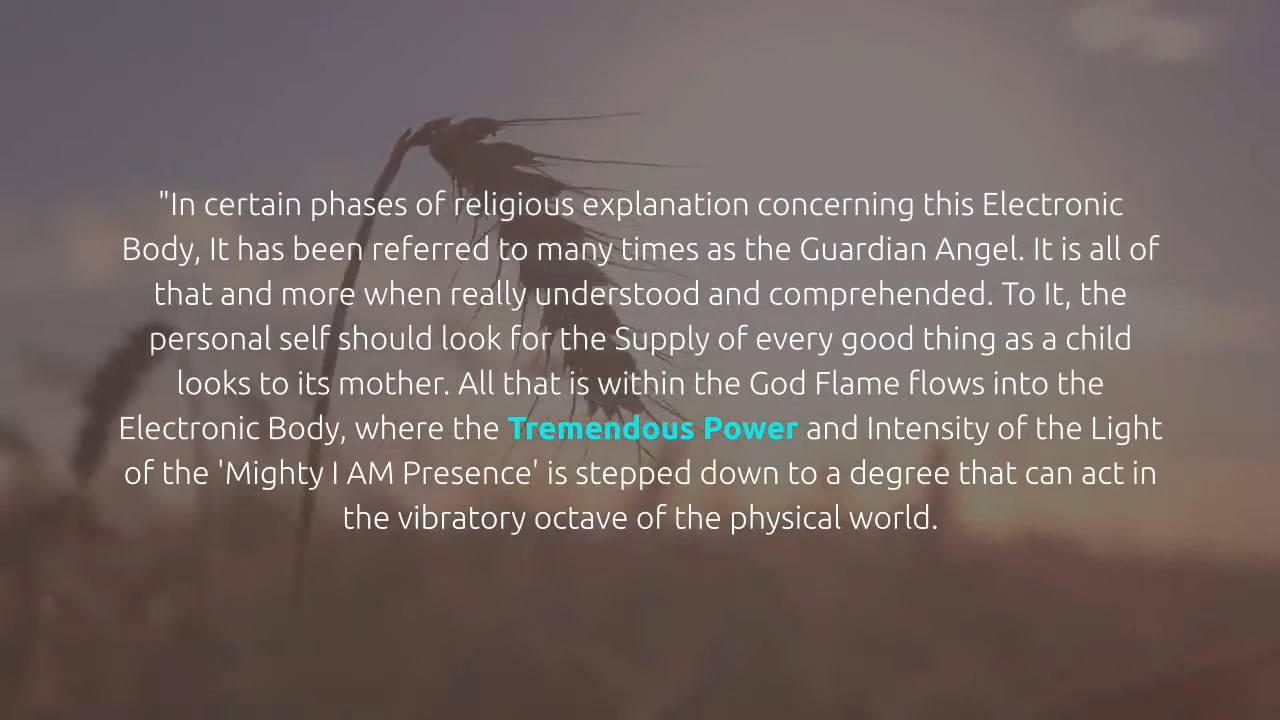 "In certain phases of religious explanation concerning this Electronic
Body, It has been referred to many times as the Guardian Angel. It is all of
that and more when really understood and comprehended. To It, the
personal self should look for the Supply of every good thing as a child
looks to its mother. All that is within the God Flame flows into the
Electronic Body, where the Tremendous Power and Intensity of the Light
of the 'Mighty I AM Presence' is stepped down to a degree that can act in
the vibratory octave of the physical world.